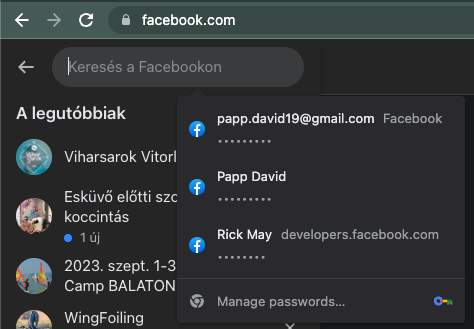 facebook.com
Keresés a Facebookon
A legutóbbiak
papp.david19@gmail.com Facebook
•••••••••
Viharsarok Vitorl
Papp David
•••••••••
Esküvő előtti szo
koccintás
1 új
Rick May developers.facebook.com
••••••••
2023. szept. 1-3
Camp BALATON
Manage passwords...
WingFoiling